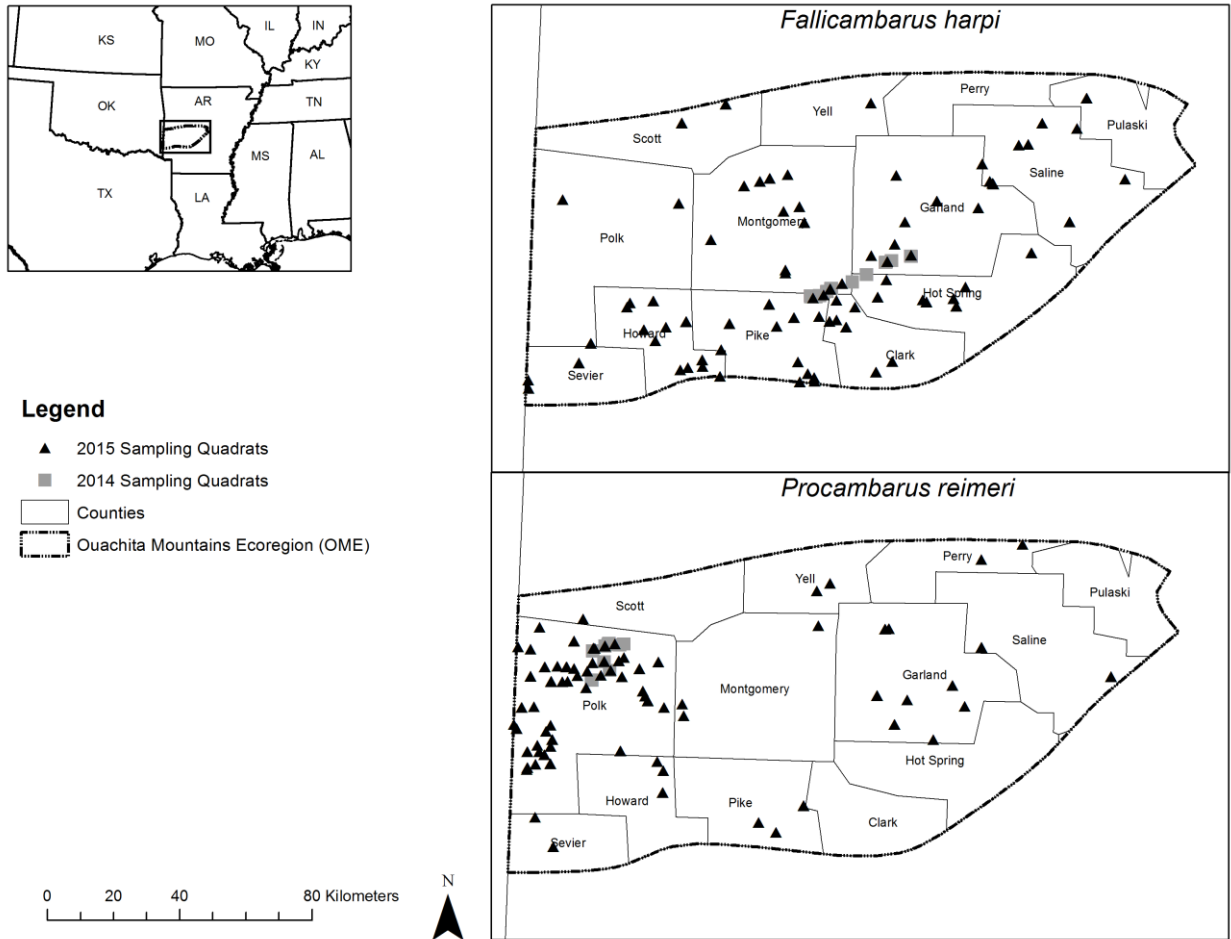 KS
MO
IL
IN
KY
OK
AR
TN
MS
AL
TX
LA
Legend
2015 Sampling Quadrats
2014 Sampling Quadrats
Counties
Ouachita Mountains Ecoregion (OME)
0 20 40 80 Kilometers
N
Fallicambarus harpi
Perry
Yell
Pulaski
Scott
Saline
Garland
Montgomery
Polk
Hot Spring
Howard
Pike
Clark
Sevier
Procambarus reimeri
Perry
Yell
Pulaski
Scott
Saline
Garland
Montgomery
Polk
Hot Spring
Howard
Pike
Clark
Sevier